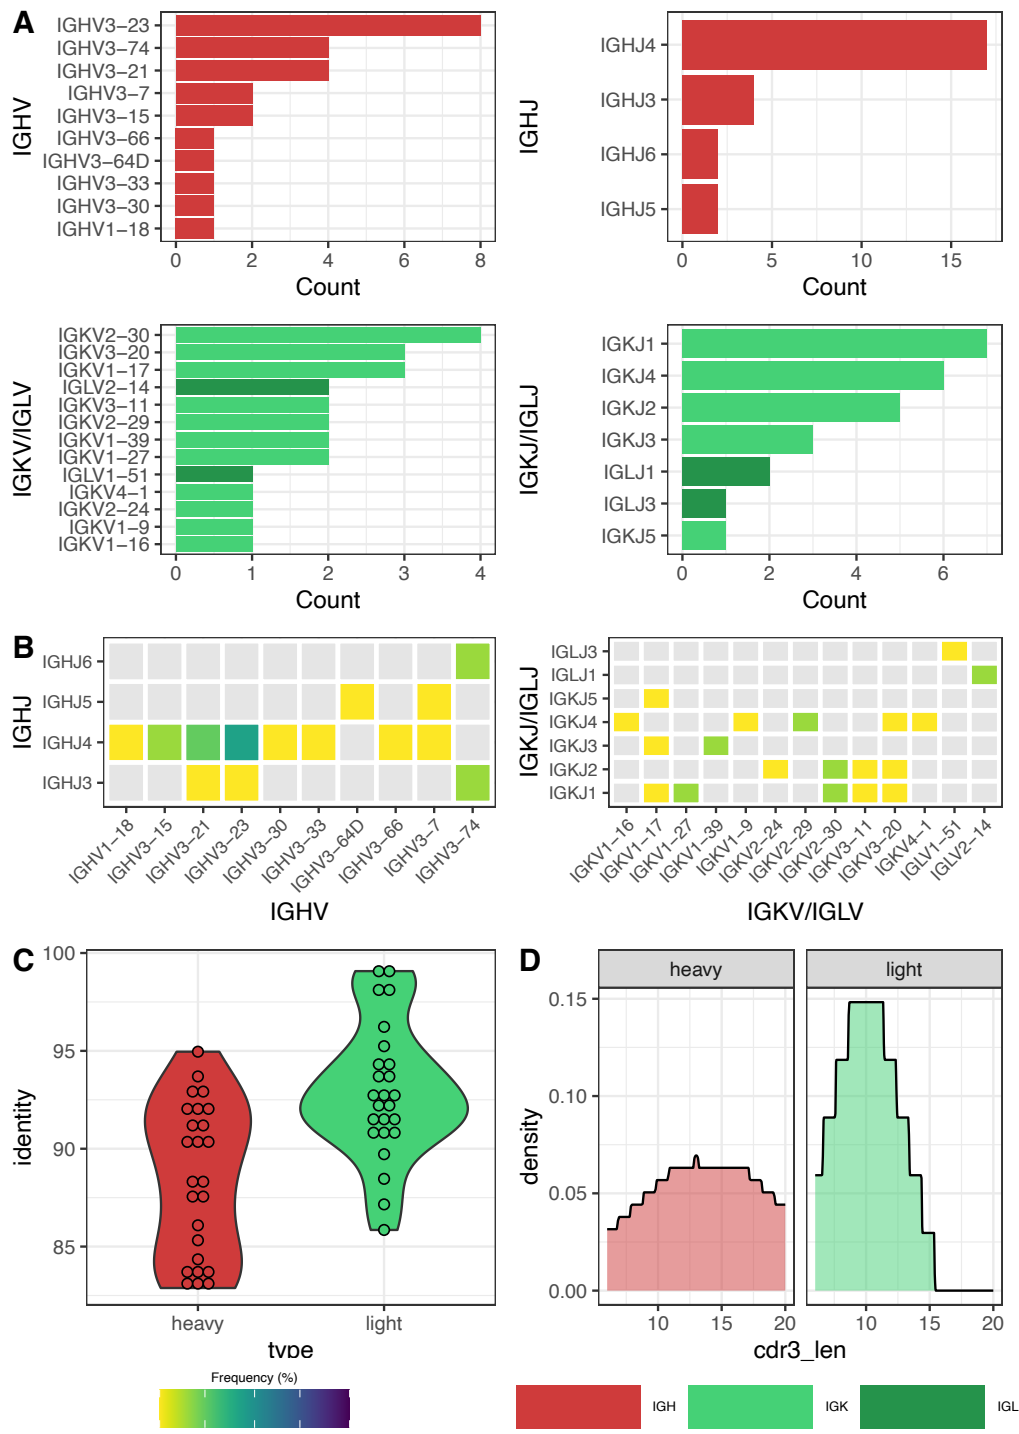 A
IGHV
IGHV3−23
IGHV3−74
IGHV3−21
IGHV3−7
IGHV3−15
IGHV3−66
IGHV3−64D
IGHV3−33
IGHV3−30
IGHV1−18
0 2 4 6 8
Count
IGHJ
IGHJ4
IGHJ3
IGHJ6
IGHJ5
0 5 10 15
Count
IGKV/IGLV
IGKV2−30
IGKV3−20
IGKV1−17
IGLV2−14
IGKV3−11
IGKV2−29
IGKV1−39
IGKV1−27
IGLV1−51
IGKV4−1
IGKV2−24
IGKV1−9
IGKV1−16
0 1 2 3 4
Count
IGKJ/IGLJ
IGKJ1
IGKJ4
IGKJ2
IGKJ3
IGLJ1
IGLJ3
IGKJ5
0 2 4 6
Count
B
IGHJ
IGHJ6
IGHJ5
IGHJ4
IGHJ3
IGHV1−18 IGHV3−15 IGHV3−21 IGHV3−23 IGHV3−30 IGHV3−33 IGHV3−64D IGHV3−66 IGHV3−7 IGHV3−74
IGHV
IGKJ/IGLJ
IGLJ3
IGLJ1
IGKJ5
IGKJ4
IGKJ3
IGKJ2
IGKJ1
IGKV1−16 IGKV1−17 IGKV1−27 IGKV1−39 IGKV1−9 IGKV2−24 IGKV2−29 IGKV2−30 IGKV3−11 IGKV3−20 IGKV4−1 IGLV1−51 IGLV2−14
IGKV/IGLV
C
identity
100
95
90
85
heavy light
type
D
heavy light
density
0.15
0.10
0.05
0.00
10 15 20 10 15 20
cdr3_len
Frequency (%)
IGH IGK IGL